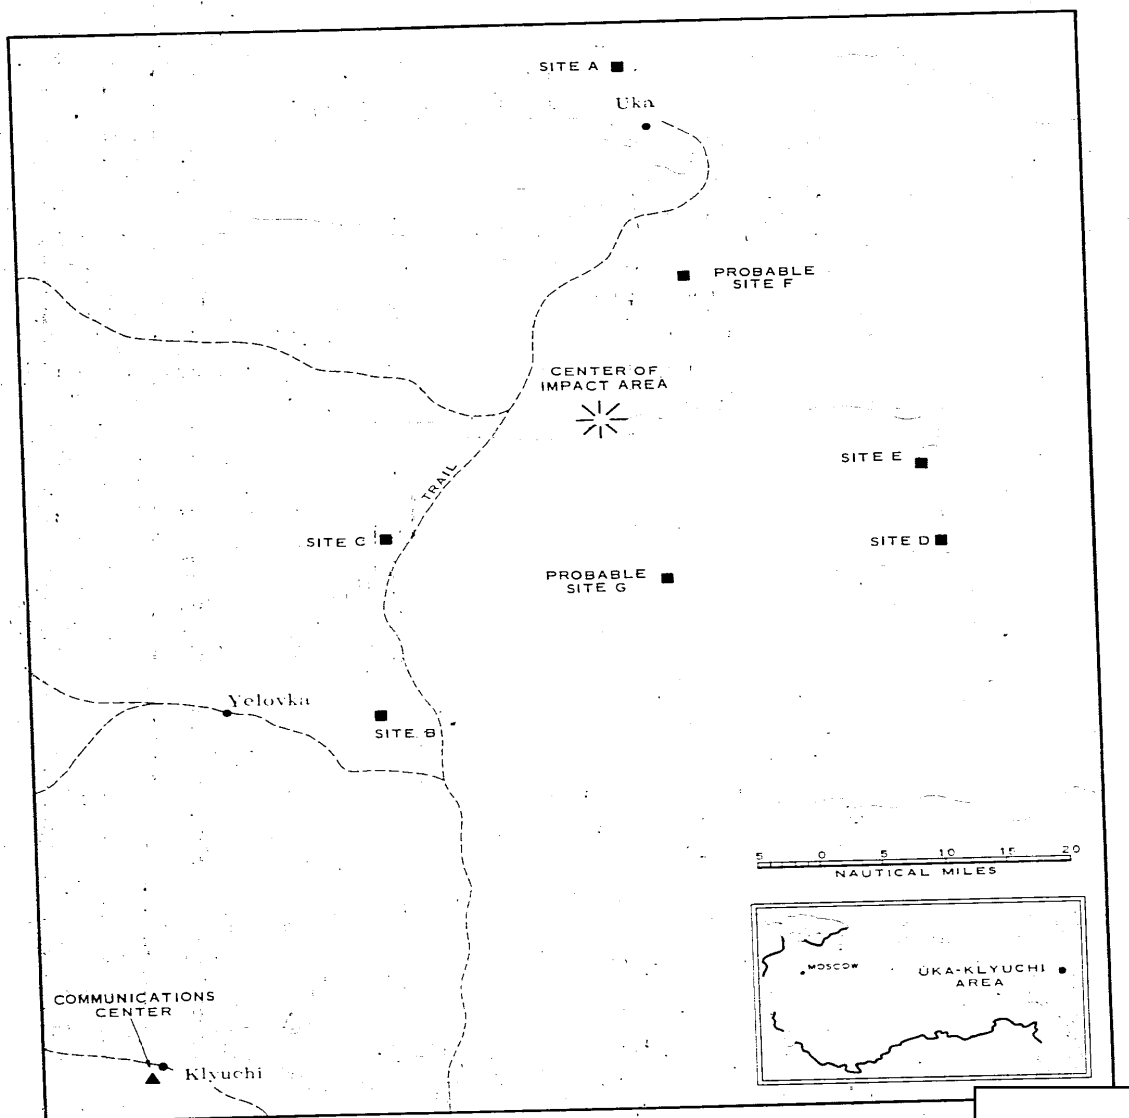 SITE A
Uka
PROBABLE
SITE F
CENTER OF
IMPACT AREA
SITE E
TRAIL
SITE C
SITE D
PROBABLE
SITE G
Yelovka
SITE B
5 0 5 10 15 20
NAUTICAL MILES
MOSCOW
UKA-KLYUCHI
AREA
COMMUNICATIONS
CENTER
Klyuchi